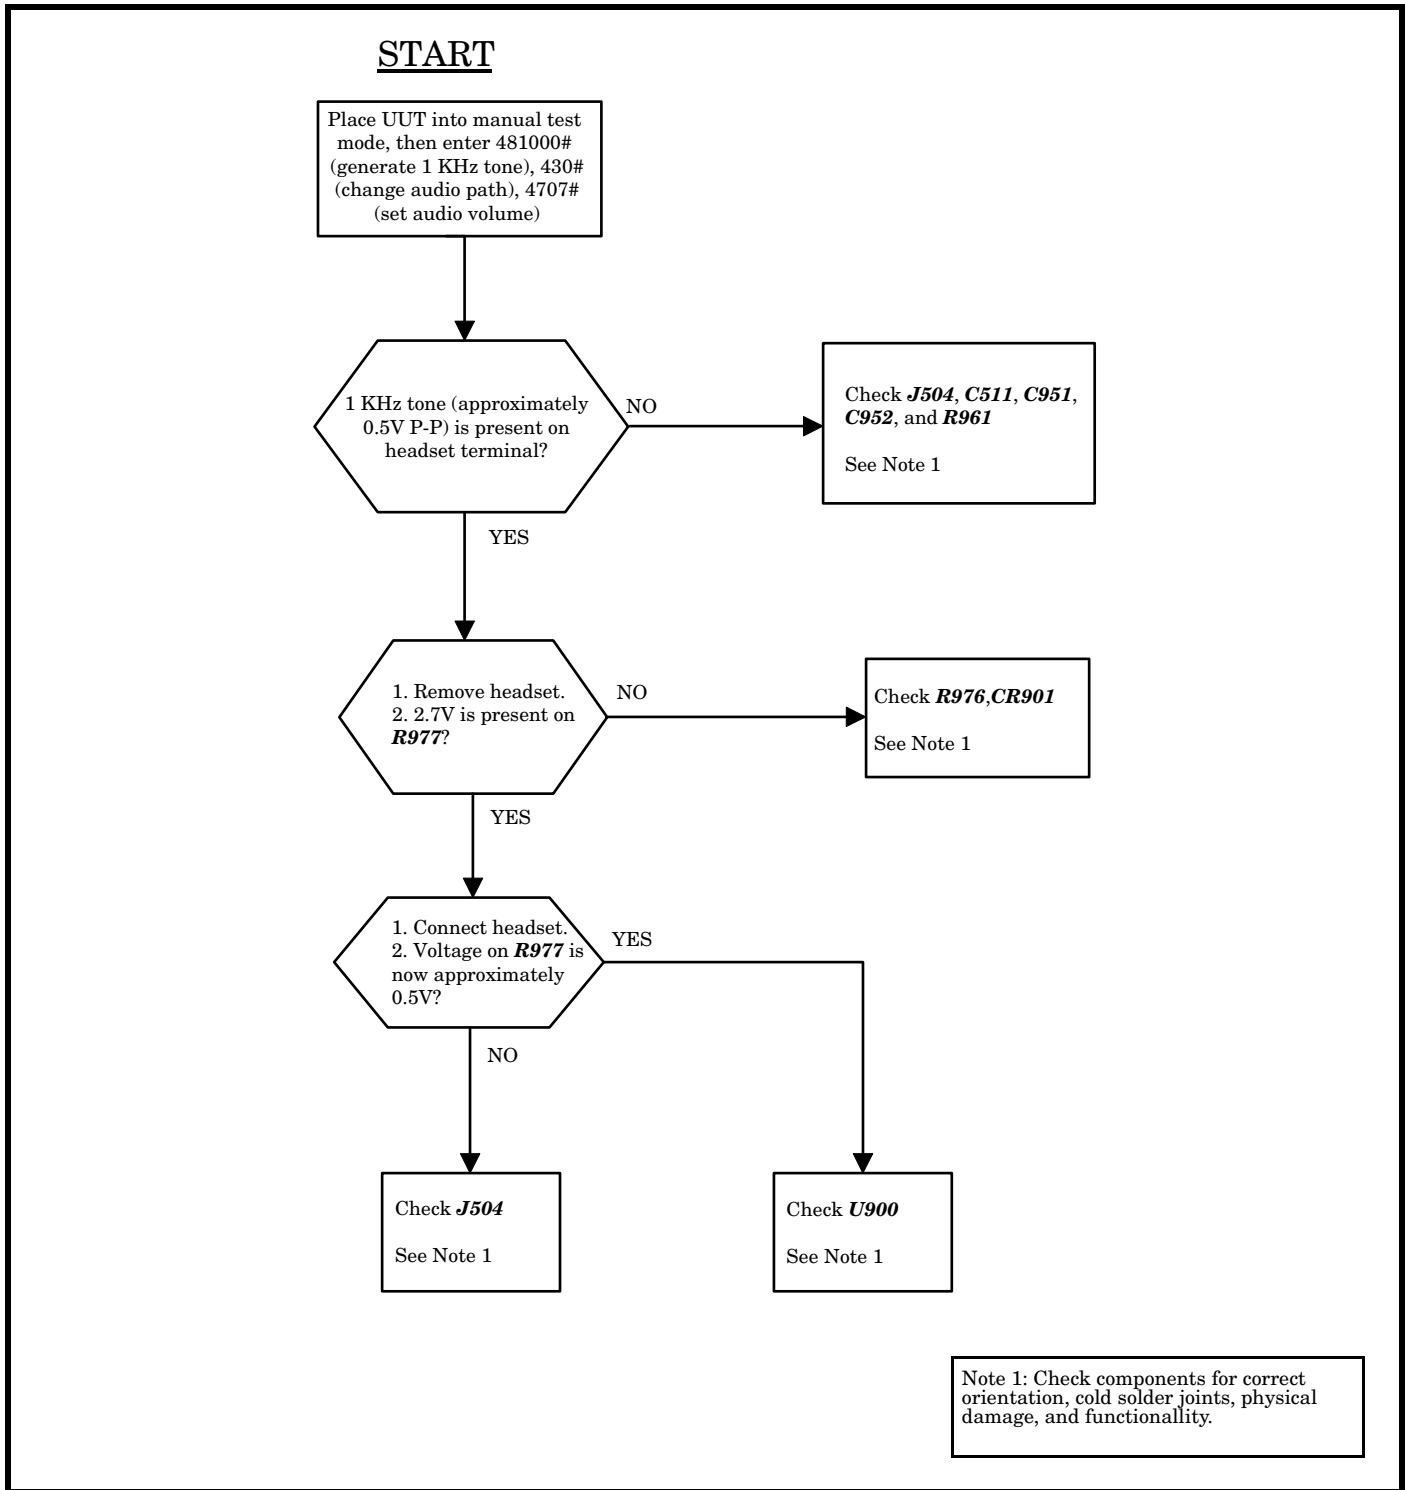 START
Place UUT into manual test
mode, then enter 481000#
(generate 1 KHz tone), 430#
(change audio path), 4707#
(set audio volume)
1 KHz tone (approximately
0.5V P-P) is present on
headset terminal?
NO
Check J504, C511, C951,
C952, and R961
See Note 1
YES
1. Remove headset.
2. 2.7V is present on
R977?
NO
Check R976,CR901
See Note 1
YES
1. Connect headset.
2. Voltage on R977 is
now approximately
0.5V?
YES
NO
Check J504
See Note 1
Check U900
See Note 1
Note 1: Check components for correct
orientation, cold solder joints, physical
damage, and functionallity.